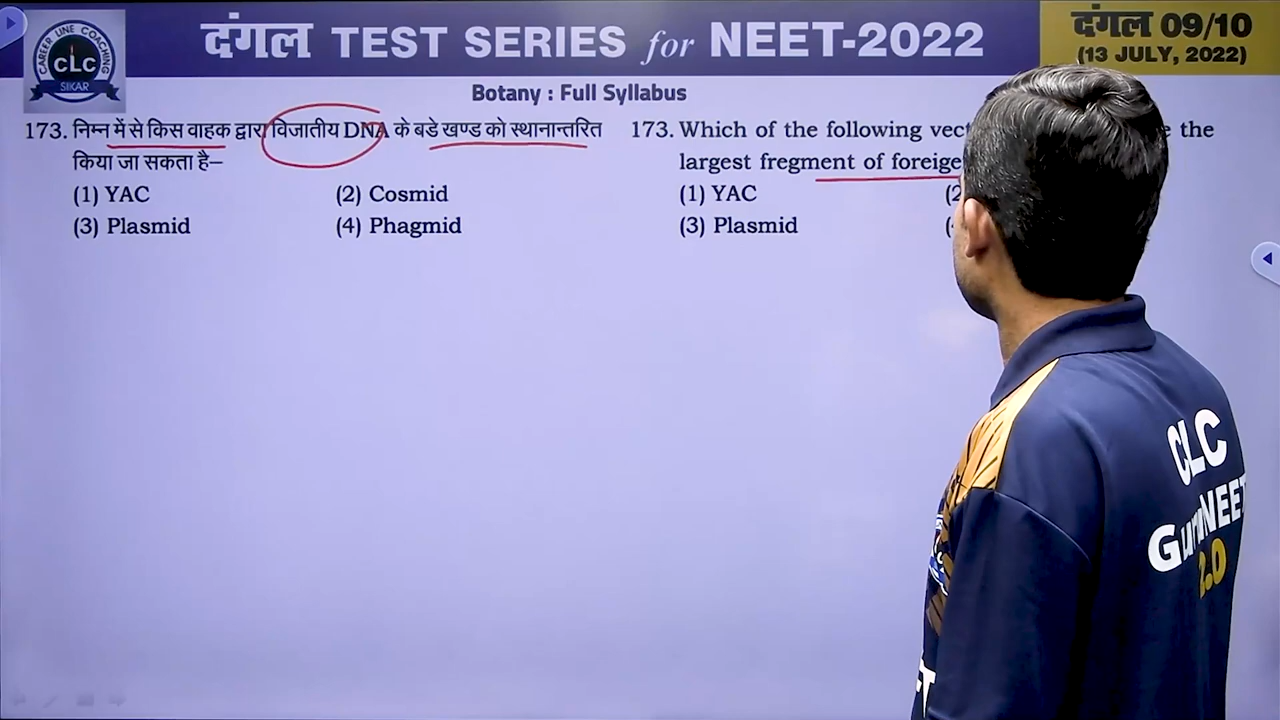 CAREER LINE COACHING
CLC
SIKAR
दंगल TEST SERIES for NEET-2022
दंगल 09/10
(13 JULY, 2022)
Botany : Full Syllabus
173. निम्न में से किस वाहक द्वारा विजातीय DNA के बडे खण्ड को स्थानान्तरित
किया जा सकता है–
(1) YAC (2) Cosmid
(3) Plasmid (4) Phagmid
173. Which of the following e the
largest fregment of
(1) YAC
(3) Plasmid
CLC
NEET
2.0